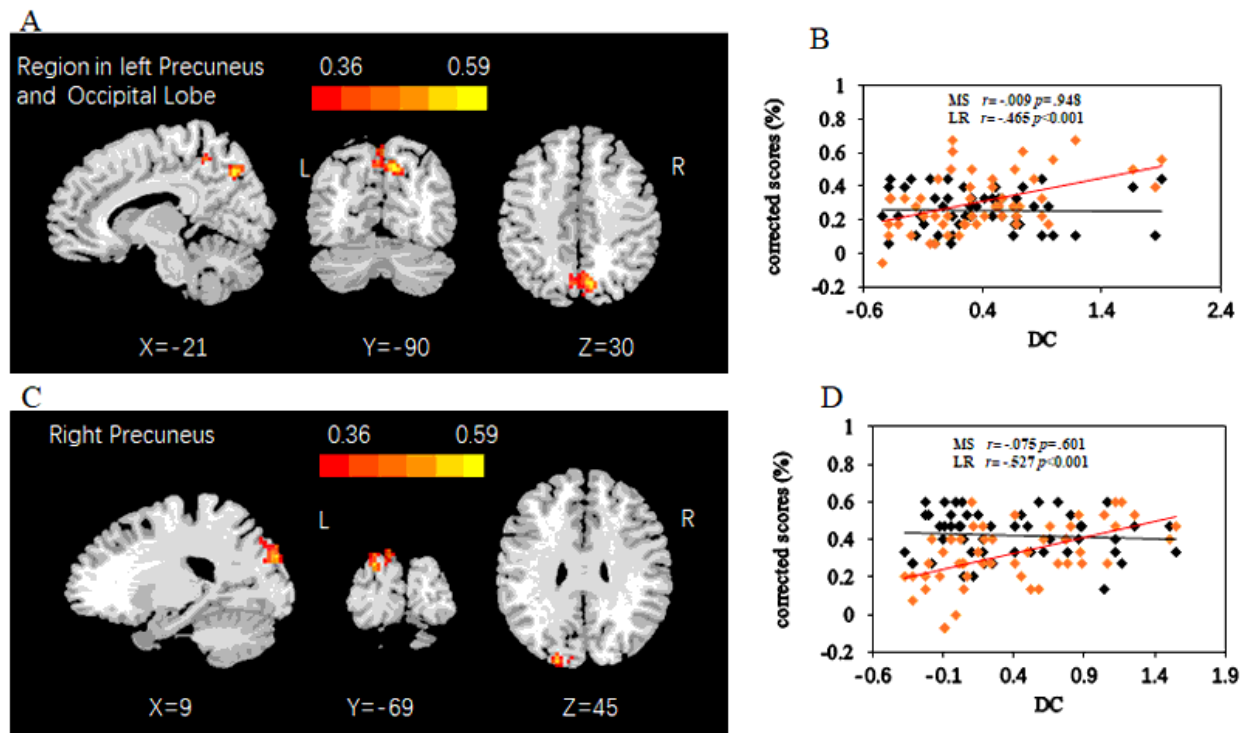 A
Region in left Precuneus
and Occipital Lobe
0.36 0.59
L
R
X=-21 Y=-90 Z=30
B
MS r=-.009 p=.948
LR r=-.465 p<0.001
corrected scores (%)
1
0.8
0.6
0.4
0.2
0
-0.2
-0.6 0.4 1.4 2.4
DC
C
Right Precuneus
0.36 0.59
L
R
X=9 Y=-69 Z=45
D
MS r=-.075 p=.601
LR r=-.527 p<0.001
corrected scores (%)
1
0.8
0.6
0.4
0.2
0
-0.2
-0.6 -0.1 0.4 0.9 1.4 1.9
DC